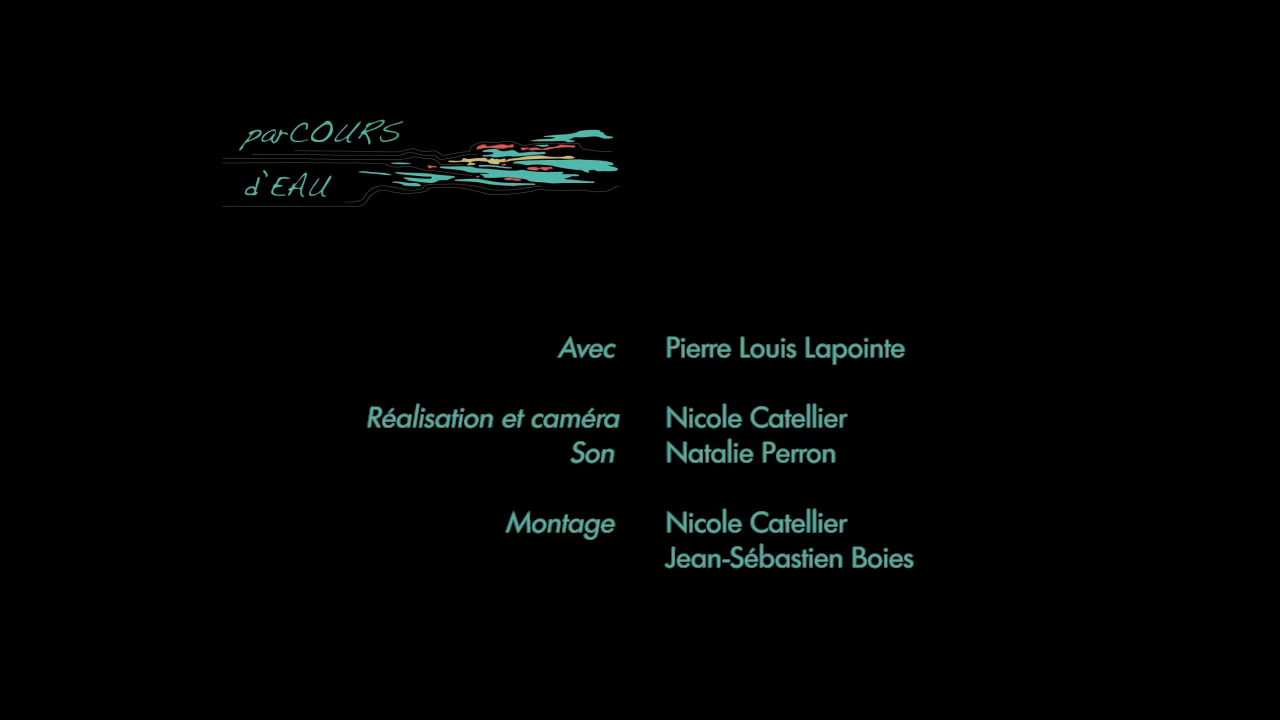 parCOURS
d'EAU
Avec Pierre Louis Lapointe
Réalisation et caméra Nicole Catellier
Son Natalie Perron
Montage Nicole Catellier
Jean-Sébastien Boies